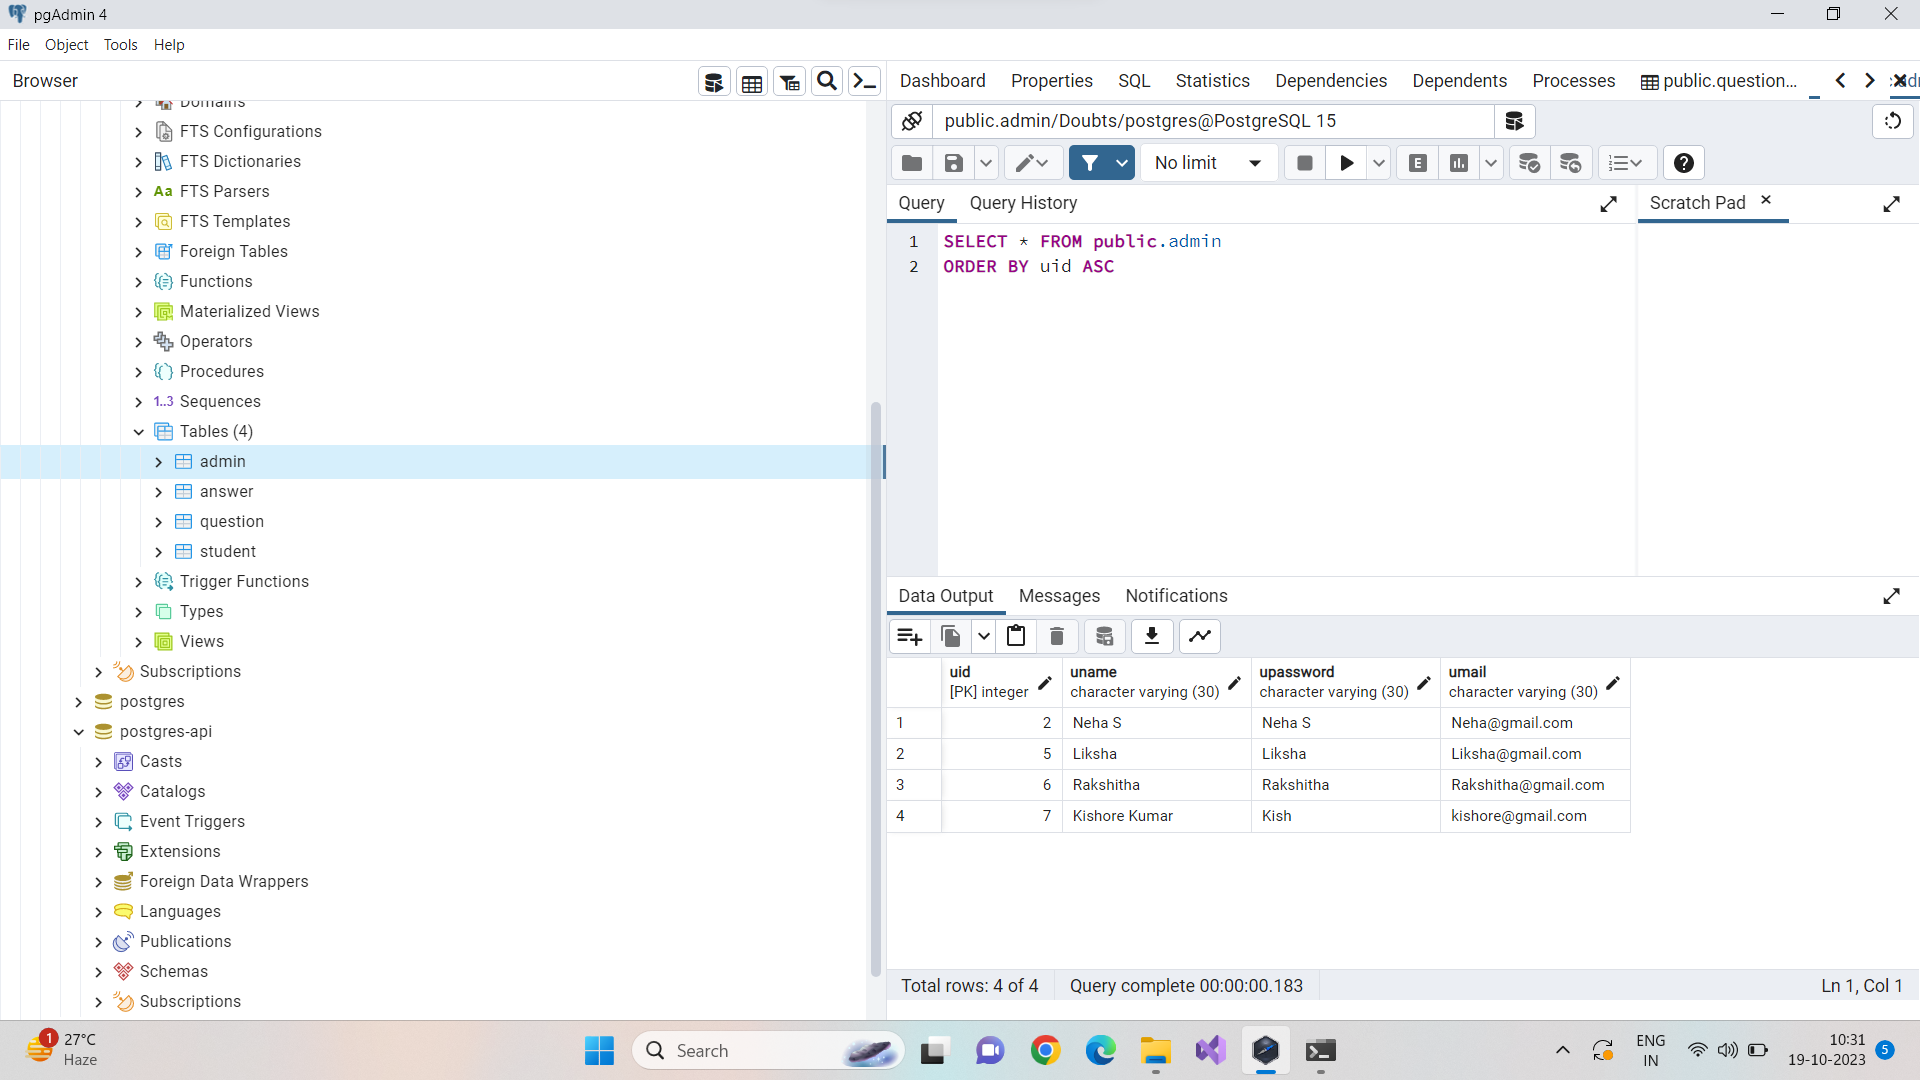 pgAdmin 4
File Object Tools Help
Browser
Domains
FTS Configurations
FTS Dictionaries
Aa FTS Parsers
FTS Templates
Foreign Tables
Functions
Materialized Views
Operators
Procedures
1..3 Sequences
Tables (4)
admin
answer
question
student
Trigger Functions
Types
Views
Subscriptions
postgres
postgres-api
Casts
Catalogs
Event Triggers
Extensions
Foreign Data Wrappers
Languages
Publications
Schemas
Subscriptions
Dashboard Properties SQL Statistics Dependencies Dependents Processes public.question...
public.admin/Doubts/postgres@PostgreSQL 15
No limit
E
Query Query History
Scratch Pad
1 SELECT * FROM public.admin
2 ORDER BY uid ASC
Data Output Messages Notifications
uid uname upassword umail
[PK] integer character varying (30) character varying (30) character varying (30)
1 2 Neha S Neha S Neha@gmail.com
2 5 Liksha Liksha Liksha@gmail.com
3 6 Rakshitha Rakshitha Rakshitha@gmail.com
4 7 Kishore Kumar Kish kishore@gmail.com
Total rows: 4 of 4 Query complete 00:00:00.183 Ln 1, Col 1
1 27°C
Haze
Search
ENG
IN
10:31
19-10-2023
5